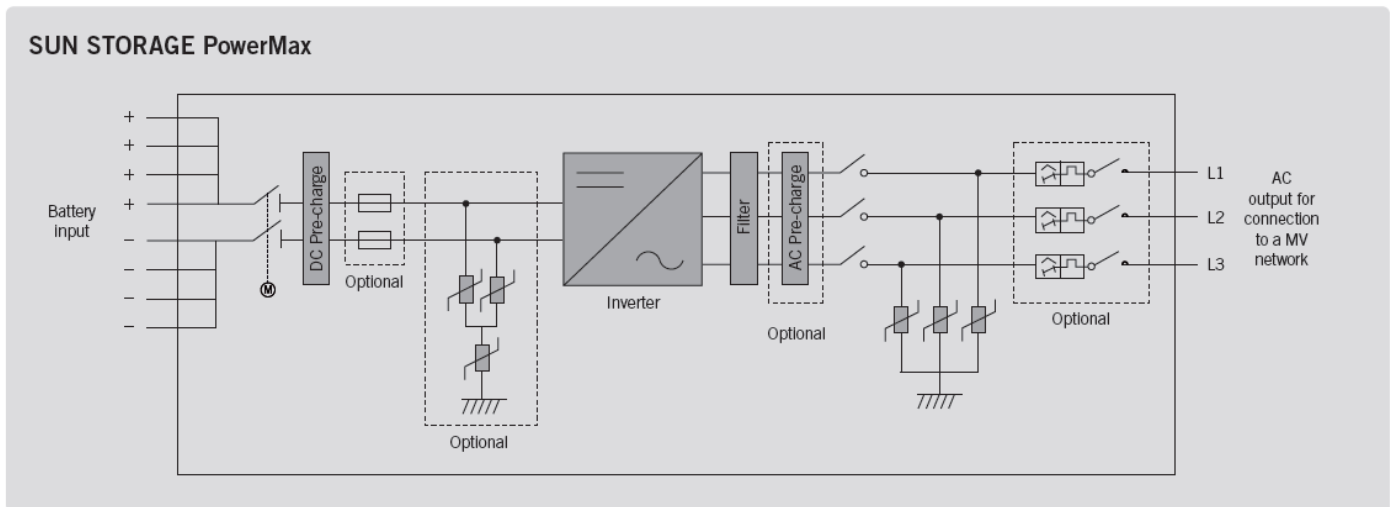 SUN STORAGE PowerMax
+
+
+
+
Battery
input
–
–
–
–
M
DC Pre-charge
Optional
Optional
Inverter
Filter
AC Pre-charge
Optional
Optional
L1
L2
L3
AC
output for
connection
to a MV
network